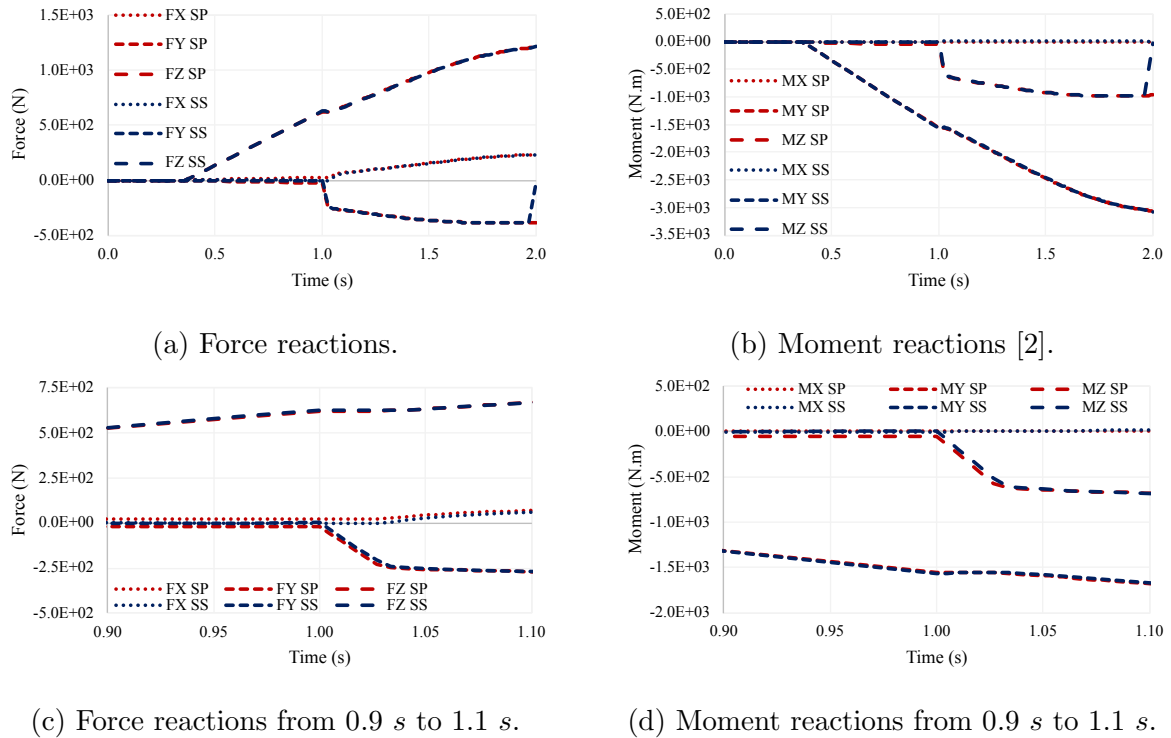 1.5E+03
1.0E+03
5.0E+02
0.0E+00
-5.0E+02
Force (N)
FX SP
FY SP
FZ SP
FX SS
FY SS
FZ SS
0.0 0.5 1.0 1.5 2.0
Time (s)
(a) Force reactions.
5.0E+02
0.0E+00
-5.0E+02
-1.0E+03
-1.5E+03
-2.0E+03
-2.5E+03
-3.0E+03
-3.5E+03
Moment (N.m)
MX SP
MY SP
MZ SP
MX SS
MY SS
MZ SS
0.0 0.5 1.0 1.5 2.0
Time (s)
(b) Moment reactions [2].
7.5E+02
5.0E+02
2.5E+02
0.0E+00
-2.5E+02
-5.0E+02
Force (N)
FX SP FY SP FZ SP
FX SS FY SS FZ SS
0.90 0.95 1.00 1.05 1.10
Time (s)
(c) Force reactions from 0.9 s to 1.1 s.
5.0E+02
0.0E+00
-5.0E+02
-1.0E+03
-1.5E+03
-2.0E+03
Moment (N.m)
MX SP MY SP MZ SP
MX SS MY SS MZ SS
0.90 0.95 1.00 1.05 1.10
Time (s)
(d) Moment reactions from 0.9 s to 1.1 s.